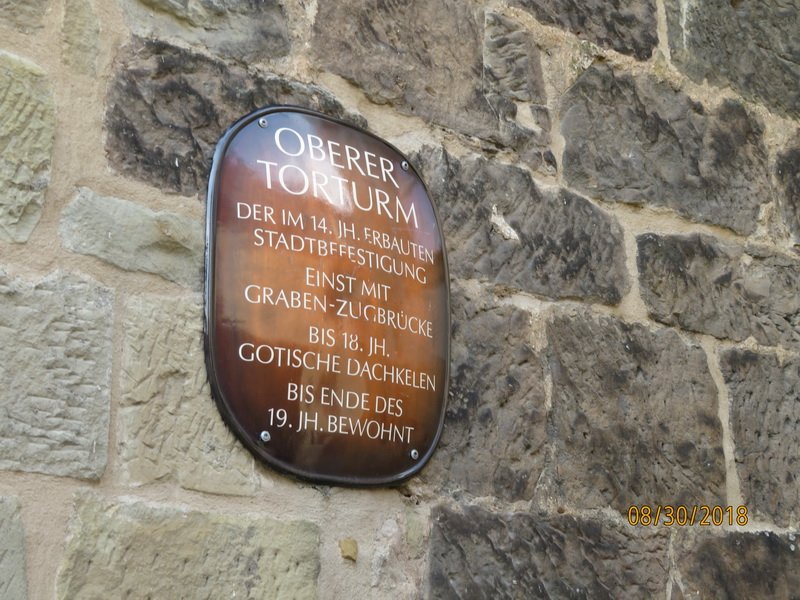 OBERER
TORTURM
DER IM 14. JH. ERBAUTEN
STADTBEFESTIGUNG
EINST MIT
GRABEN-ZUGBRÜCKE
BIS 18. JH.
GOTISCHE DACHKELEN
BIS ENDE DES
19. JH. BEWOHNT
08/30/2018